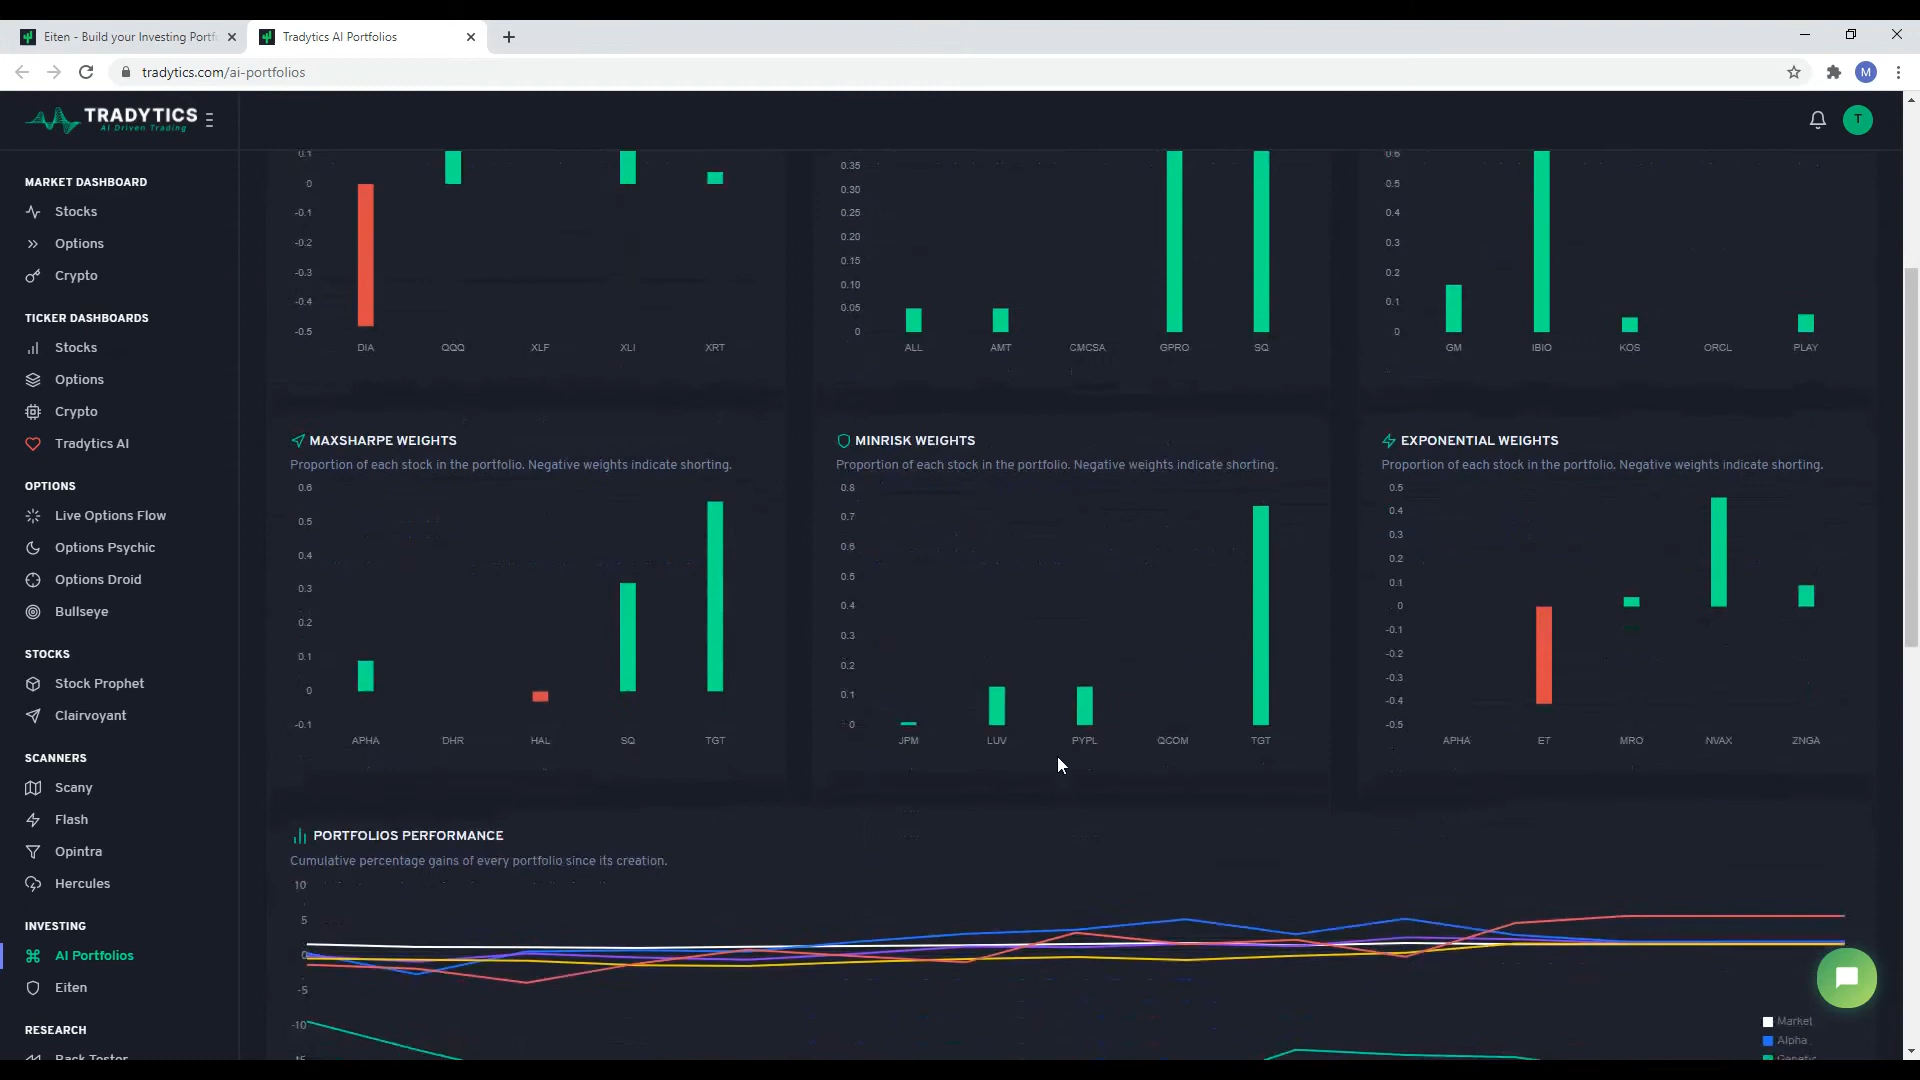 Eiten - Build your Investing Portf
Tradytics AI Portfolios
tradytics.com/ai-portfolios
M
TRADYTICS
AI Driven Trading
T
MARKET DASHBOARD
Stocks
Options
Crypto
TICKER DASHBOARDS
Stocks
Options
Crypto
Tradytics AI
OPTIONS
Live Options Flow
Options Psychic
Options Droid
Bullseye
STOCKS
Stock Prophet
Clairvoyant
SCANNERS
Scany
Flash
Opintra
Hercules
INVESTING
AI Portfolios
Eiten
RESEARCH
Back Tester
0.1
0
-0.1
-0.2
-0.3
-0.4
-0.5
DIA QQQ XLF XLI XRT
0.35
0.30
0.25
0.20
0.15
0.10
0.05
0
ALL AMT CMCSA GPRO SQ
0.6
0.5
0.4
0.3
0.2
0.1
0
GM IBIO KOS ORCL PLAY
MAXSHARPE WEIGHTS
Proportion of each stock in the portfolio. Negative weights indicate shorting.
0.6
0.5
0.4
0.3
0.2
0.1
0
-0.1
APHA DHR HAL SQ TGT
MINRISK WEIGHTS
Proportion of each stock in the portfolio. Negative weights indicate shorting.
0.8
0.7
0.6
0.5
0.4
0.3
0.2
0.1
0
JPM LUV PYPL QCOM TGT
EXPONENTIAL WEIGHTS
Proportion of each stock in the portfolio. Negative weights indicate shorting.
0.5
0.4
0.3
0.2
0.1
0
-0.1
-0.2
-0.3
-0.4
-0.5
APHA ET MRO NVAX ZNGA
PORTFOLIOS PERFORMANCE
Cumulative percentage gains of every portfolio since its creation.
10
5
0
-5
-10
-15
Market
Alpha
Genetic